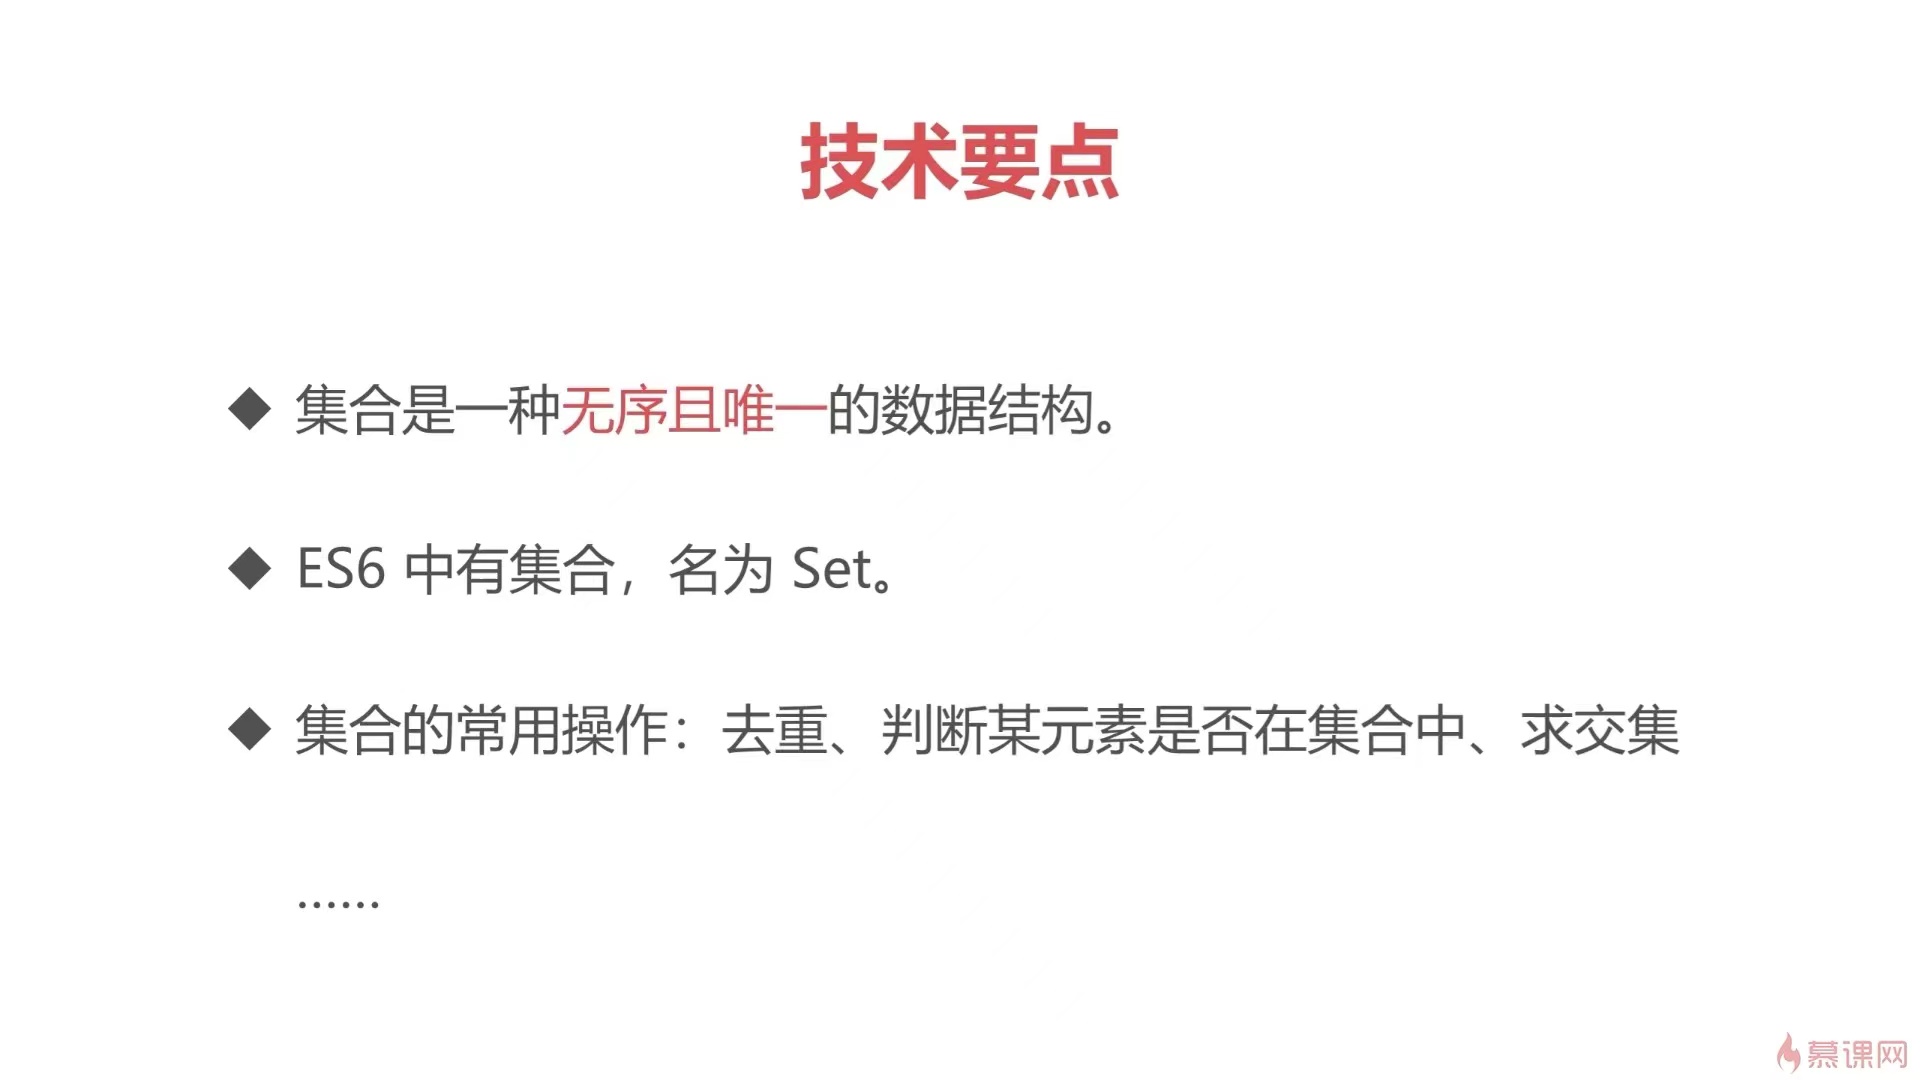 技术要点
◆ 集合是一种无序且唯一的数据结构。
◆ ES6 中有集合，名为 Set。
◆ 集合的常用操作：去重、判断某元素是否在集合中、求交集
……
慕课网